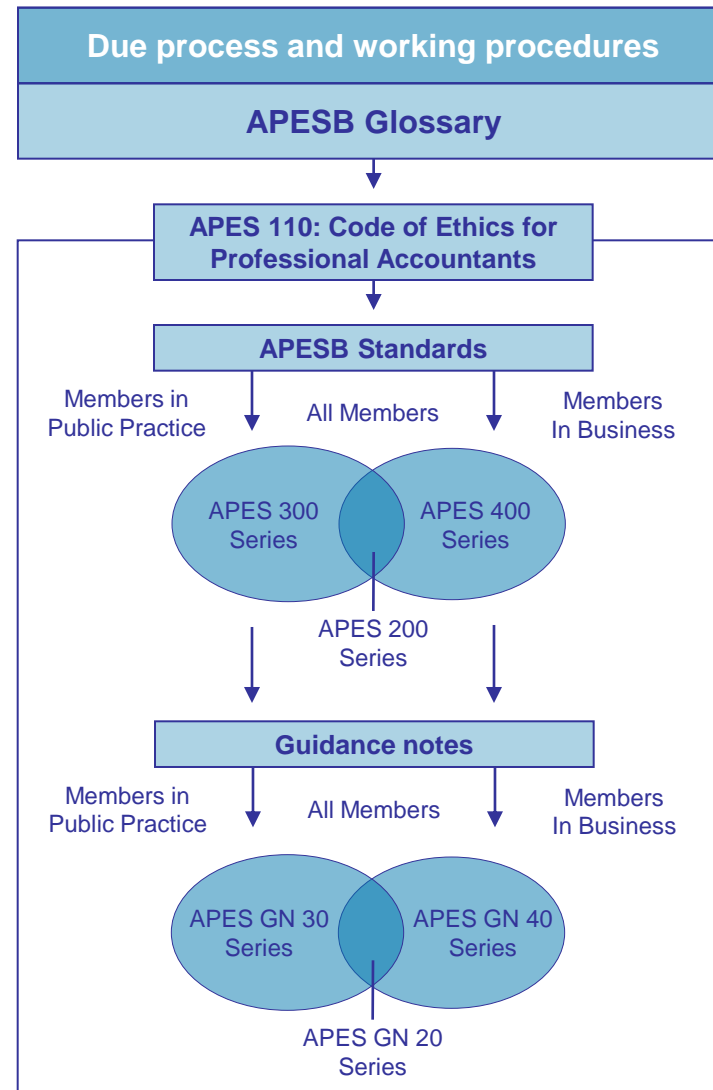 Due process and working procedures
APESB Glossary
APES 110: Code of Ethics for
Professional Accountants
APESB Standards
Members in
Public Practice
All Members
Members
In Business
APES 300
Series
APES 400
Series
APES 200
Series
Guidance notes
Members in
Public Practice
All Members
Members
In Business
APES GN 30
Series
APES GN 40
Series
APES GN 20
Series